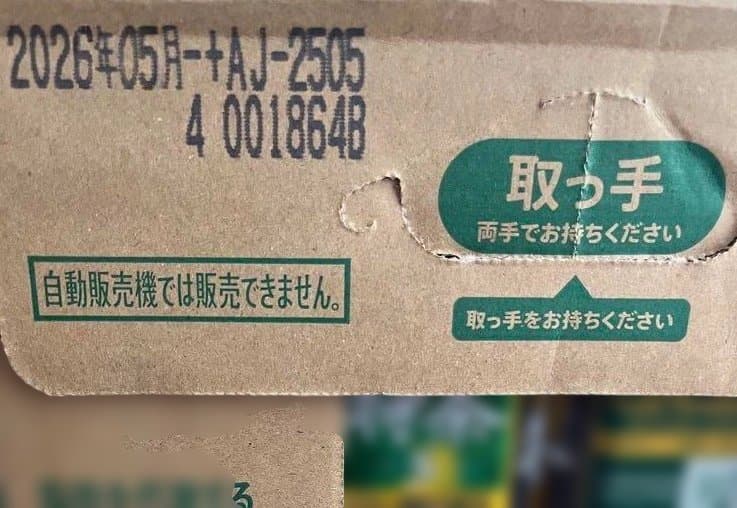 2026年05月-+AJ-2505
4 001864B
取っ手
両手でお持ちください
自動販売機では販売できません。
取っ手をお持ちください
る